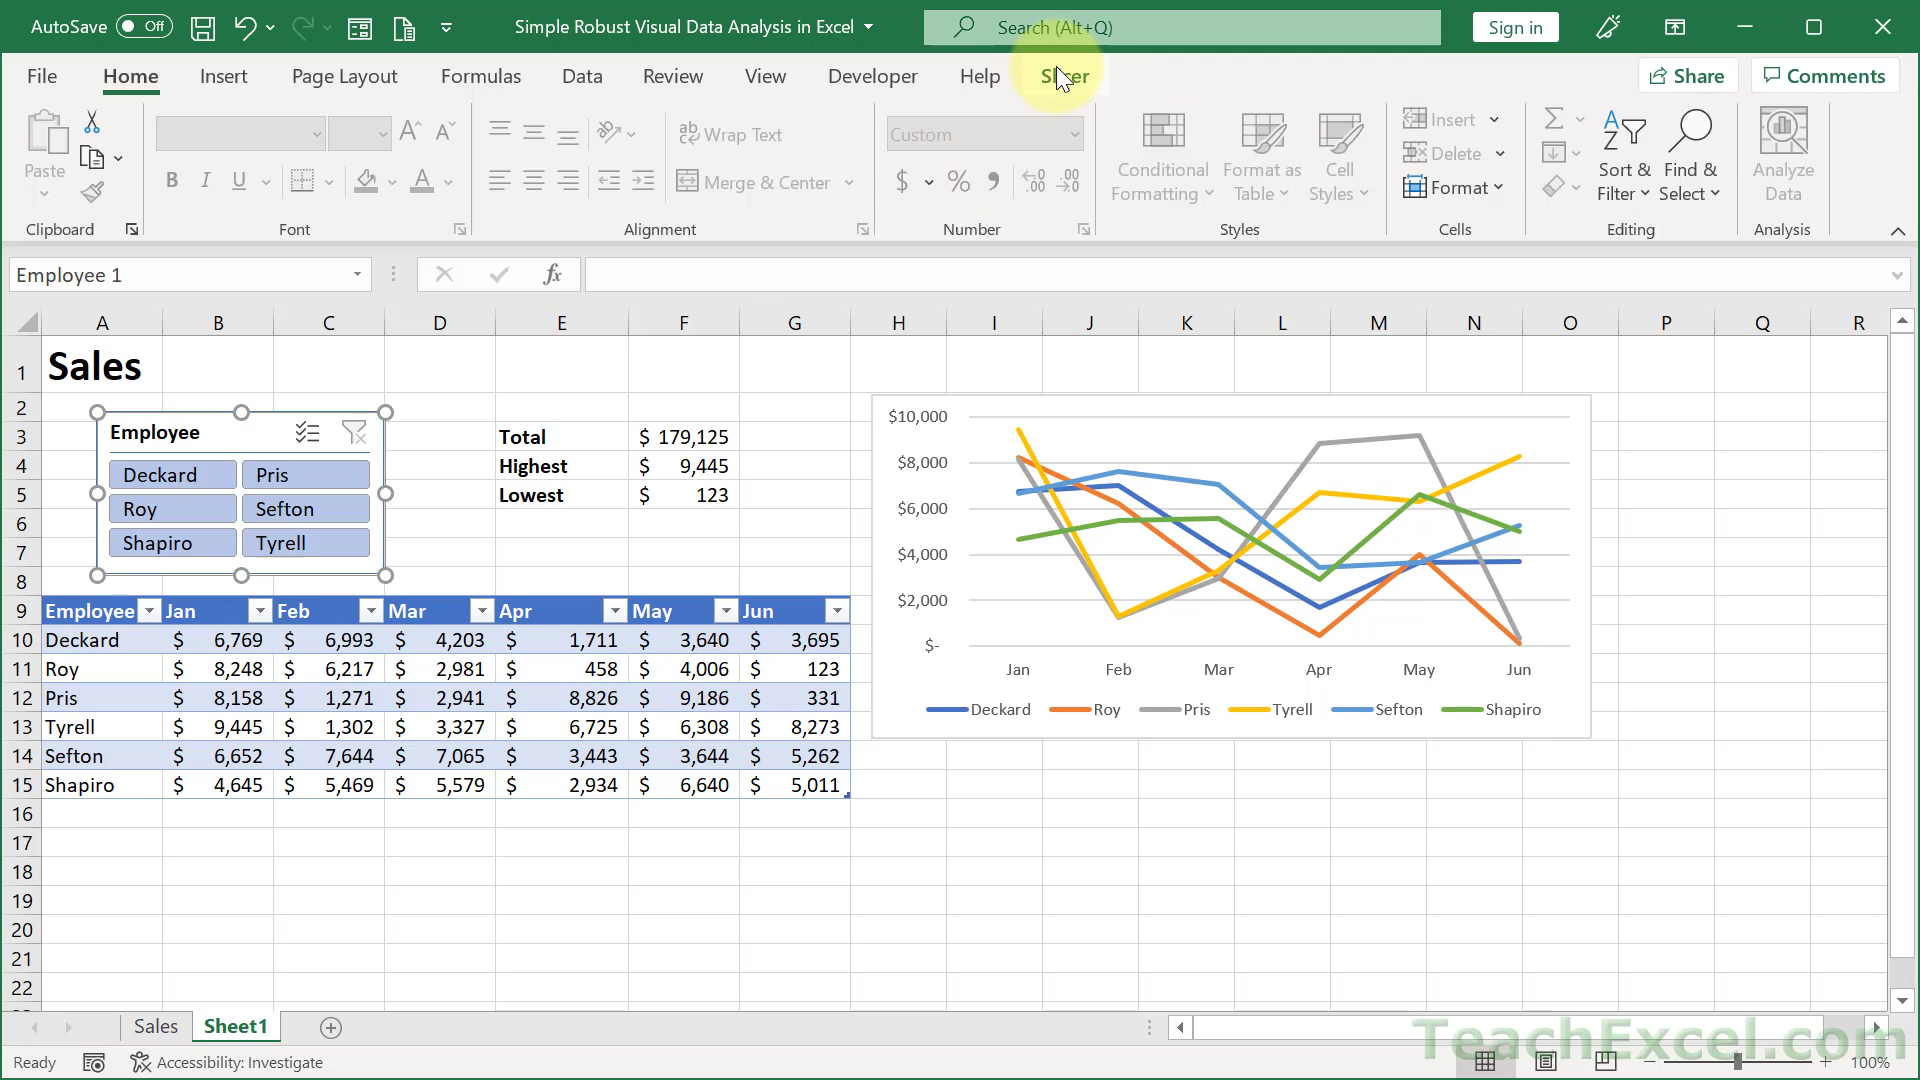 AutoSave Off Simple Robust Visual Data Analysis in Excel Search (Alt+Q) Sign in
File Home Insert Page Layout Formulas Data Review View Developer Help Slicer Share Comments
Paste
B I U
ab Wrap Text
Merge & Center
Custom
$ % 9 .00 .00
Conditional Formatting
Format as Table
Cell Styles
Insert
Delete
Format
Sort & Filter
Find & Select
Analyze Data
Clipboard Font Alignment Number Styles Cells Editing Analysis
Employee 1 fx
A B C D E F G H I J K L M N O P Q R
1 Sales
2
3 Total $ 179,125
4 Highest $ 9,445
5 Lowest $ 123
6
7
8
Employee
Deckard Pris
Roy Sefton
Shapiro Tyrell
9 Employee Jan Feb Mar Apr May Jun
10 Deckard $ 6,769 $ 6,993 $ 4,203 $ 1,711 $ 3,640 $ 3,695
11 Roy $ 8,248 $ 6,217 $ 2,981 $ 458 $ 4,006 $ 123
12 Pris $ 8,158 $ 1,271 $ 2,941 $ 8,826 $ 9,186 $ 331
13 Tyrell $ 9,445 $ 1,302 $ 3,327 $ 6,725 $ 6,308 $ 8,273
14 Sefton $ 6,652 $ 7,644 $ 7,065 $ 3,443 $ 3,644 $ 5,262
15 Shapiro $ 4,645 $ 5,469 $ 5,579 $ 2,934 $ 6,640 $ 5,011
16
17
18
19
20
21
22
$10,000
$8,000
$6,000
$4,000
$2,000
$-
Jan Feb Mar Apr May Jun
Deckard Roy Pris Tyrell Sefton Shapiro
Sales Sheet1
TeachExcel.com
Ready Accessibility: Investigate 100%